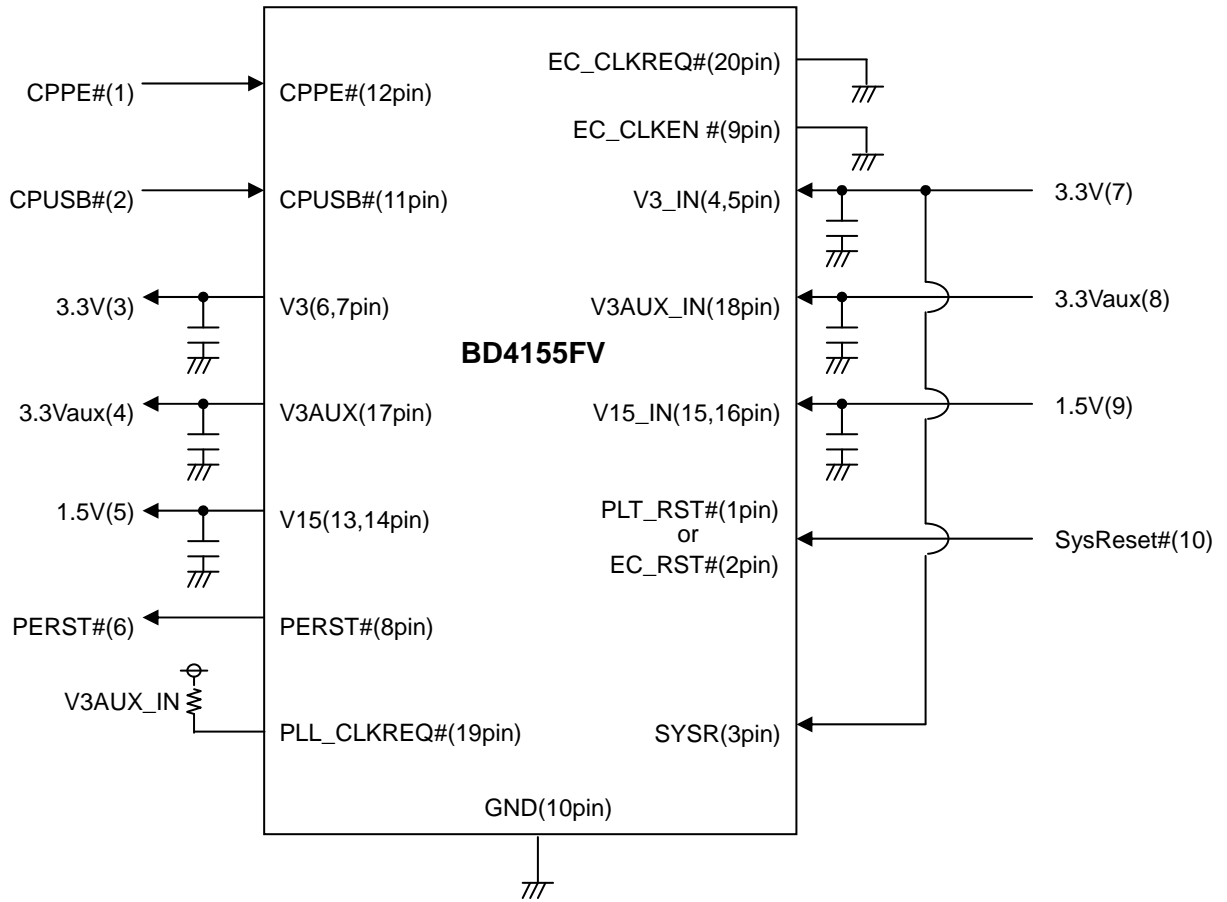 EC_CLKREQ#(20pin)
CPPE#(1)
CPPE#(12pin)
EC_CLKEN #(9pin)
CPUSB#(2)
CPUSB#(11pin)
V3_IN(4,5pin)
3.3V(7)
3.3V(3)
V3(6,7pin)
V3AUX_IN(18pin)
3.3Vaux(8)
BD4155FV
3.3Vaux(4)
V3AUX(17pin)
V15_IN(15,16pin)
1.5V(9)
1.5V(5)
V15(13,14pin)
PLT_RST#(1pin)
or
EC_RST#(2pin)
SysReset#(10)
PERST#(6)
PERST#(8pin)
V3AUX_IN
PLL_CLKREQ#(19pin)
SYSR(3pin)
GND(10pin)